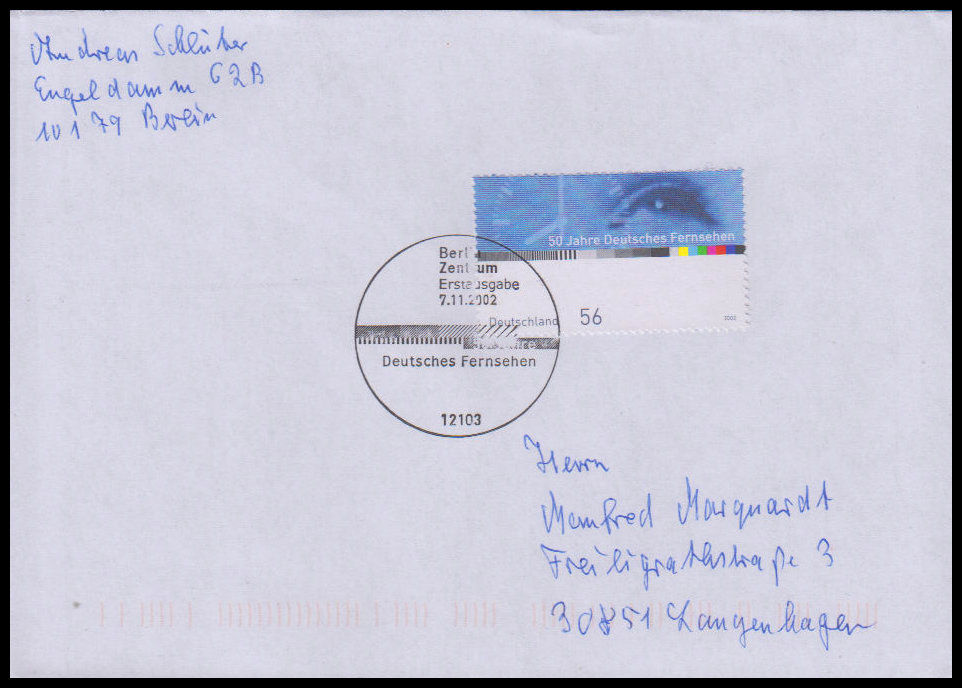 Andreas Schlüter
Engeldamm 62B
10179 Berlin
50 Jahre Deutsches Fernsehen
Berlin
Zentrum
Erstausgabe
7.11.2002
Deutschland 56
2002
Deutsches Fernsehen
12103
Herrn
Manfred Marquardt
Freiligrathstraße 3
30851 Langenhagen